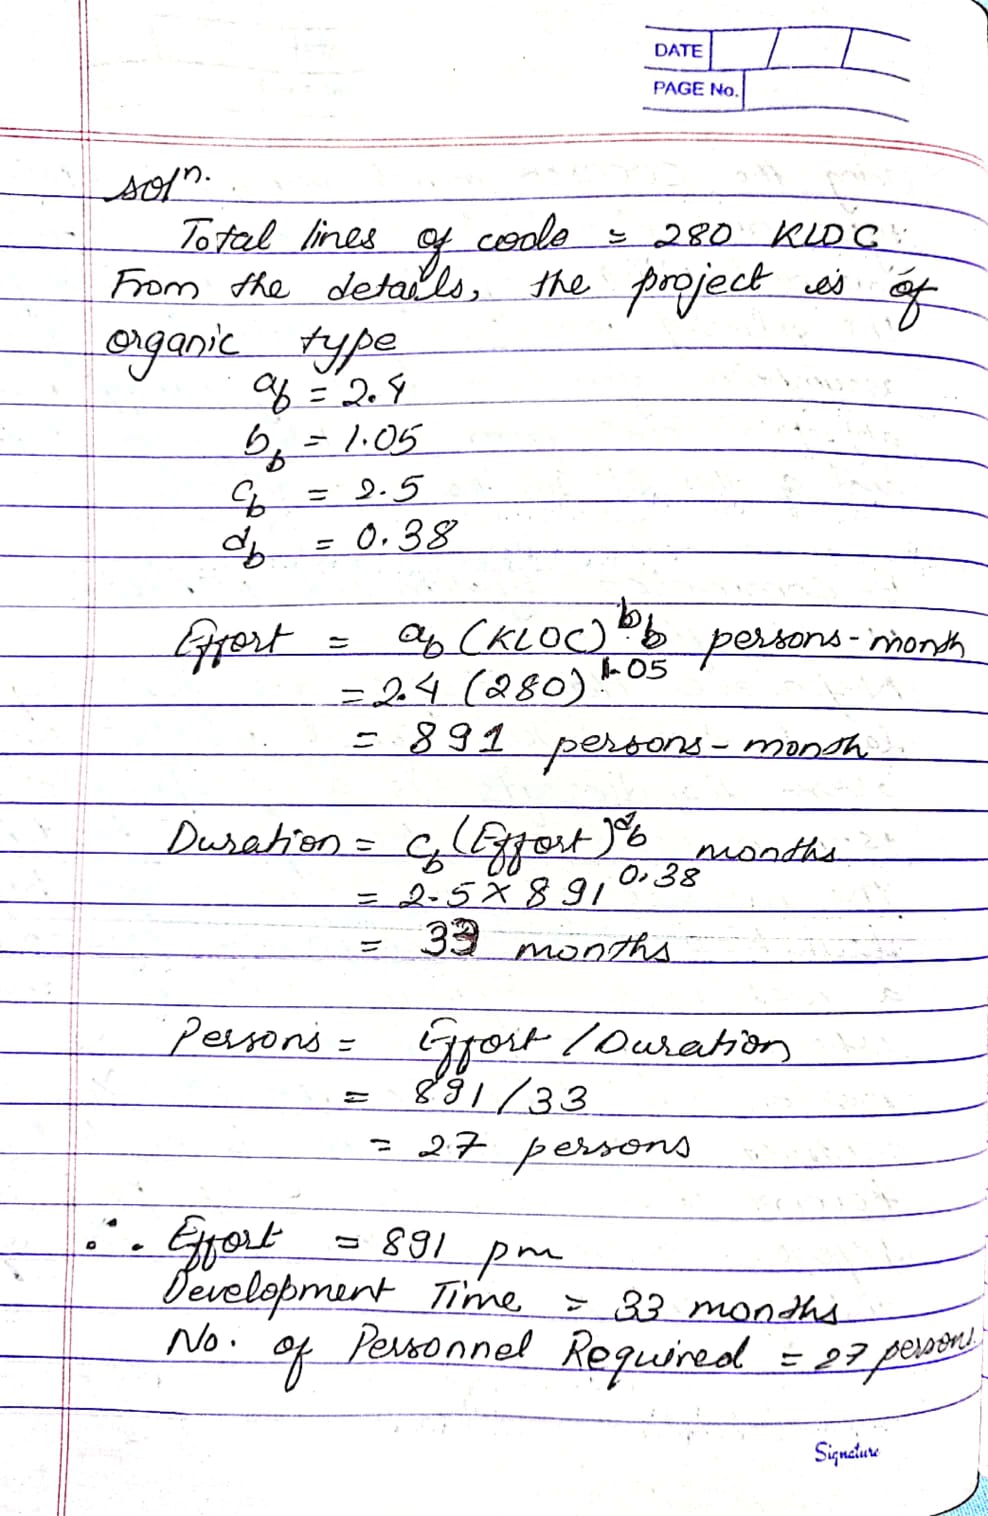 DATE
PAGE No.
solⁿ.
Total lines of code = 280 KLOC
From the details, the project is of
organic type
a_b = 2.4
b_b = 1.05
c_b = 2.5
d_b = 0.38
Effort = a_b (KLOC)^b_b persons-month
= 2.4 (280)^1.05
= 891 persons-month
Duration = c_b (Effort)^d_b months
= 2.5 × 891^0.38
= 33 months
Persons = Effort / Duration
= 891/33
= 27 persons
∴ Effort = 891 pm
Development Time = 33 months
No. of Personnel Required = 27 persons
Signature